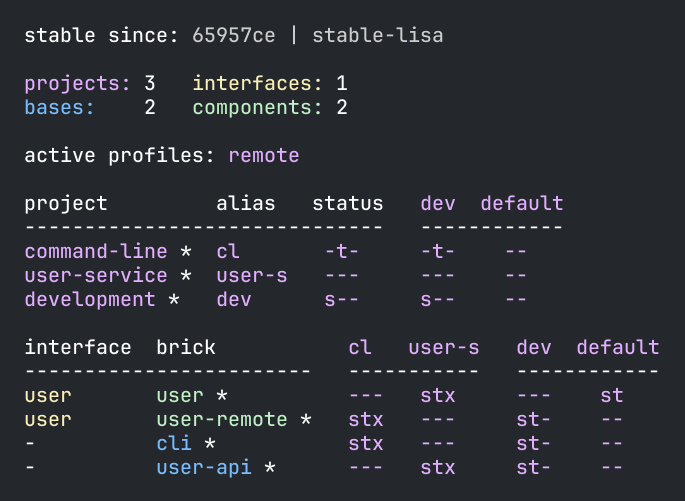 stable since: 65957ce | stable-lisa

projects: 3   interfaces: 1
bases:    2   components: 2

active profiles: remote

project         alias   status   dev  default
------------------------------   ------------
command-line *  cl       -t-     -t-    --
user-service *  user-s   ---     ---    --
development *   dev      s--     s--    --

interface  brick           cl   user-s   dev  default
------------------------   -----------   ------------
user       user *          ---   stx     ---    st
user       user-remote *   stx   ---     st-    --
-          cli *           stx   ---     st-    --
-          user-api *      ---   stx     st-    --